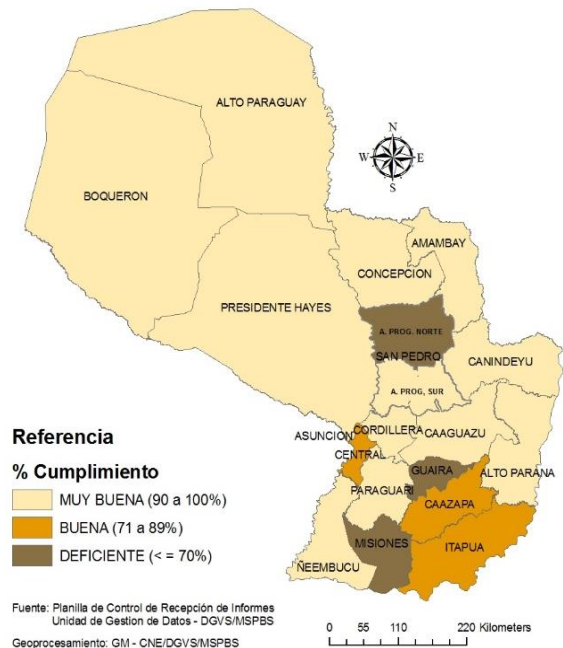 ALTO PARAGUAY
N
W E
S
BOQUERON
AMAMBAY
CONCEPCION
PRESIDENTE HAYES
A. PROG. NORTE
SAN PEDRO
CANINDEYU
A. PROG, SUR
ASUNCION
CORDILLERA
CAAGUAZU
CENTRAL
GUAIRA
ALTO PARANA
PARAGUARI
CAAZAPA
MISIONES
ITAPUA
ÑEEMBUCU
Referencia
% Cumplimiento
MUY BUENA (90 a 100%)
BUENA (71 a 89%)
DEFICIENTE (< = 70%)
Fuente: Planilla de Control de Recepción de Informes
Unidad de Gestion de Datos - DGVS/MSPBS
Geoprocesamiento: GM - CNE/DGVS/MSPBS
0 55 110 220 Kilometers